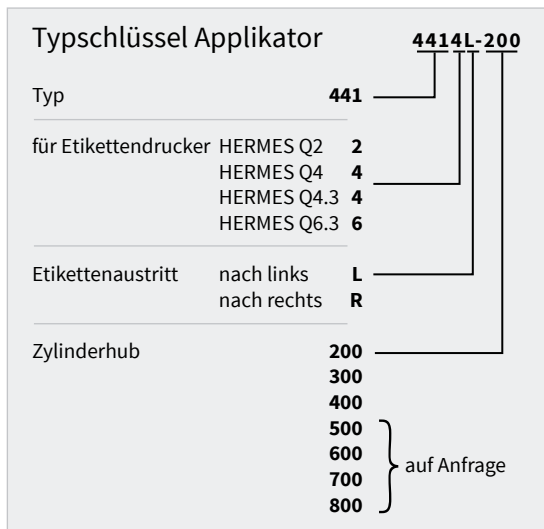 Typschlüssel Applikator 4414L-200
Typ 441
für Etikettendrucker HERMES Q2 2
HERMES Q4 4
HERMES Q4.3 4
HERMES Q6.3 6
Etikettenaustritt nach links L
nach rechts R
Zylinderhub 200
300
400
500
600
auf Anfrage
700
800